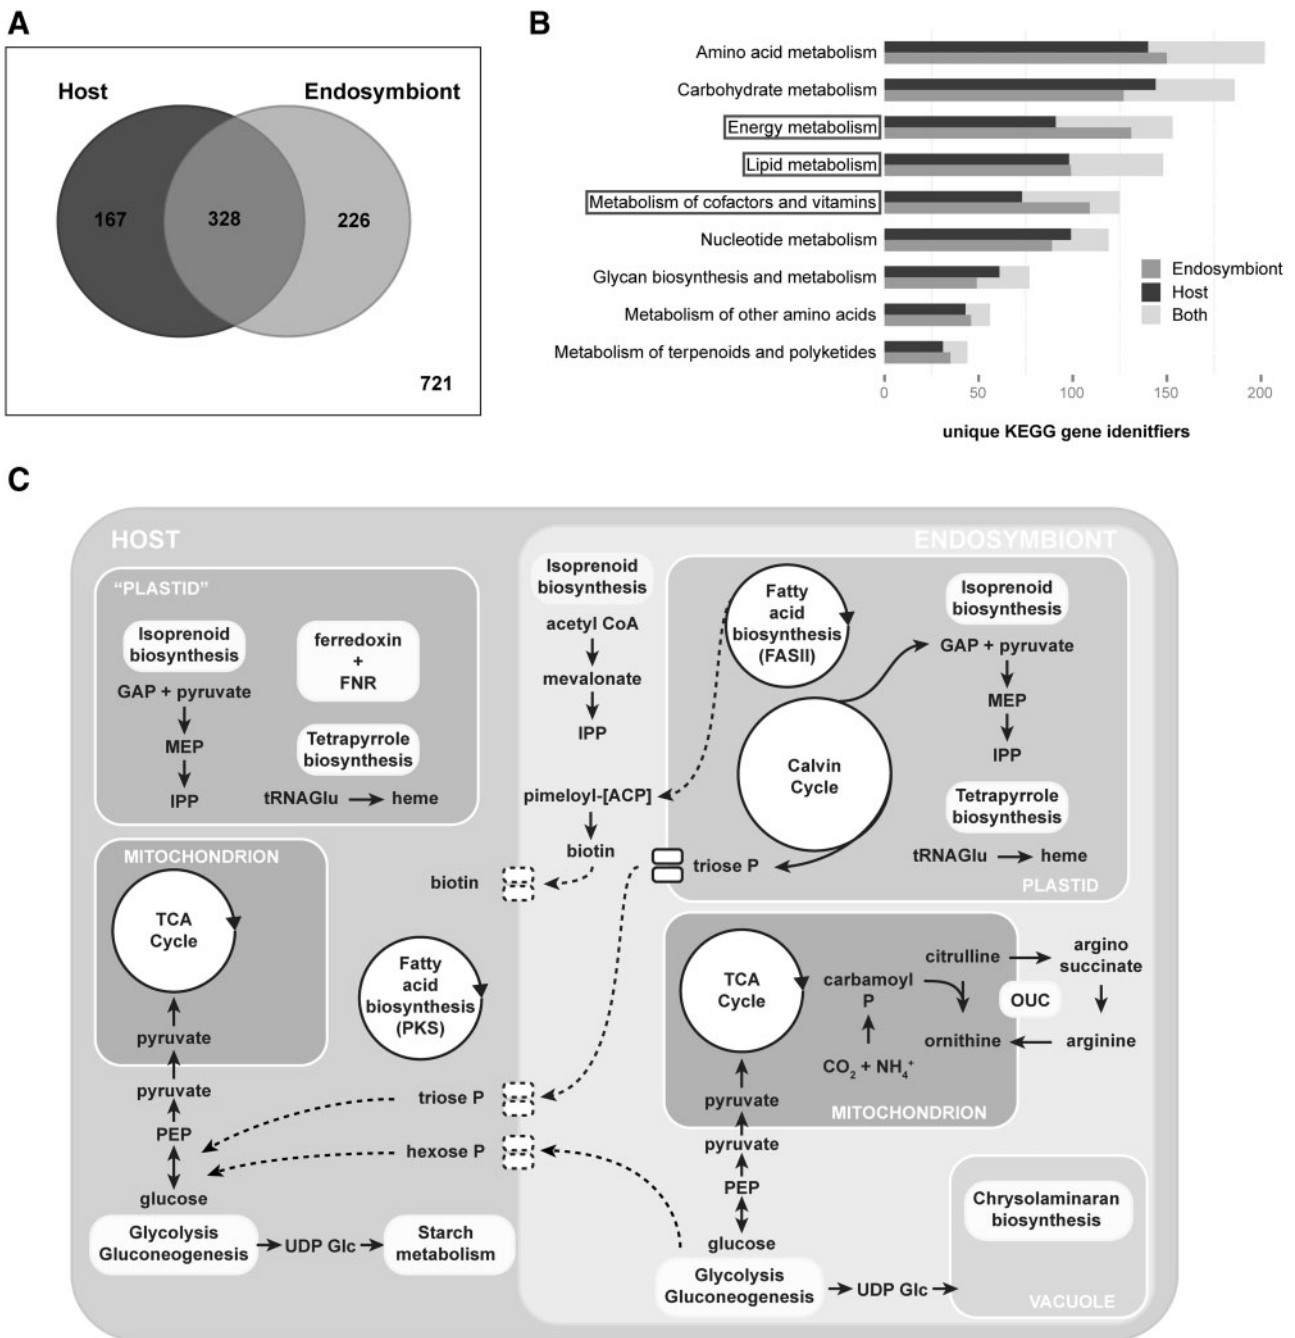 A
Host
Endosymbiont
167
328
226
721
B
Amino acid metabolism
Carbohydrate metabolism
Energy metabolism
Lipid metabolism
Metabolism of cofactors and vitamins
Nucleotide metabolism
Glycan biosynthesis and metabolism
Metabolism of other amino acids
Metabolism of terpenoids and polyketides
Endosymbiont
Host
Both
0 50 100 150 200
unique KEGG gene idenitfiers
C
HOST
"PLASTID"
Isoprenoid
biosynthesis
GAP + pyruvate
MEP
IPP
ferredoxin
+
FNR
Tetrapyrrole
biosynthesis
tRNAGlu heme
MITOCHONDRION
TCA
Cycle
pyruvate
pyruvate
PEP
glucose
Glycolysis
Gluconeogenesis
UDP Glc
Starch
metabolism
biotin
Fatty
acid
biosynthesis
(PKS)
triose P
hexose P
ENDOSYMBIONT
Isoprenoid
biosynthesis
acetyl CoA
mevalonate
IPP
pimeloyl-[ACP]
biotin
Fatty
acid
biosynthesis
(FASII)
Calvin
Cycle
triose P
Isoprenoid
biosynthesis
GAP + pyruvate
MEP
IPP
Tetrapyrrole
biosynthesis
tRNAGlu heme
PLASTID
TCA
Cycle
pyruvate
carbamoyl
P
CO2 + NH4+
citrulline
ornithine
OUC
argino
succinate
arginine
MITOCHONDRION
pyruvate
PEP
glucose
Glycolysis
Gluconeogenesis
UDP Glc
Chrysolaminaran
biosynthesis
VACUOLE